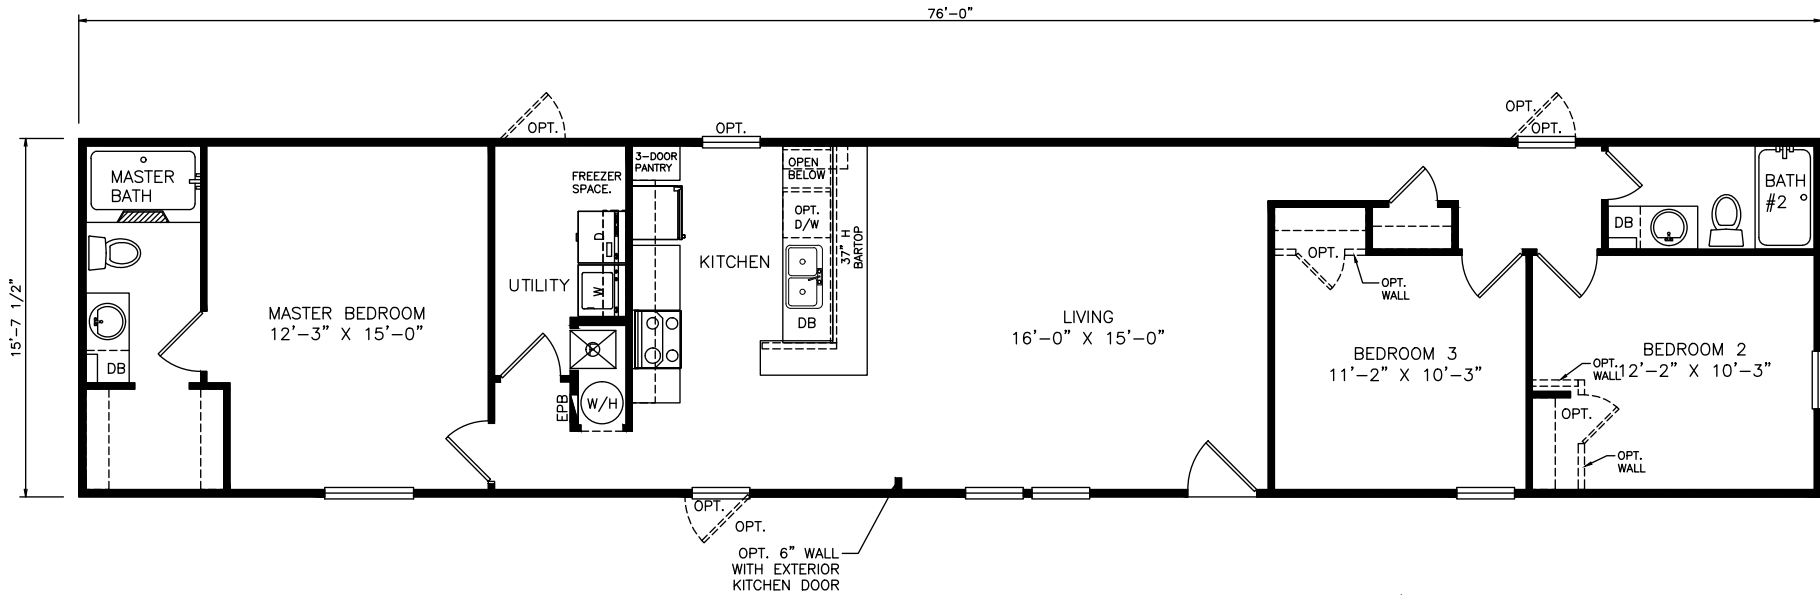 76'-0"
15'-7 1/2"
MASTER
BATH
DB
MASTER BEDROOM
12'-3" X 15'-0"
OPT.
UTILITY
FREEZER
SPACE.
D
W
EPB
W/H
3-DOOR
PANTRY
OPT.
KITCHEN
OPEN
BELOW
OPT.
D/W
DB
37" H
BARTOP
OPT.
OPT.
OPT. 6" WALL
WITH EXTERIOR
KITCHEN DOOR
LIVING
16'-0" X 15'-0"
OPT.
OPT.
WALL
BEDROOM 3
11'-2" X 10'-3"
OPT.
OPT.
DB
BATH
#2
BEDROOM 2
12'-2" X 10'-3"
OPT.
WALL
OPT.
OPT.
WALL